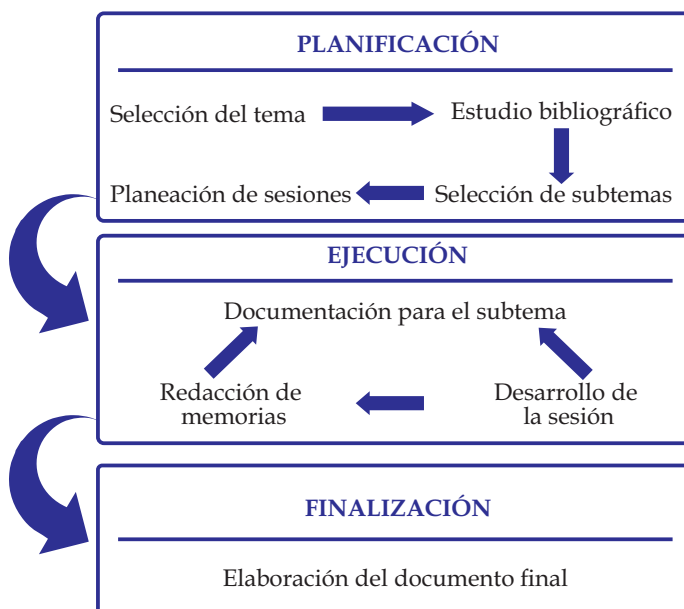 PLANIFICACIÓN
Selección del tema
Estudio bibliográfico
Planeación de sesiones
Selección de subtemas
EJECUCIÓN
Documentación para el subtema
Redacción de
memorias
Desarrollo de
la sesión
FINALIZACIÓN
Elaboración del documento final